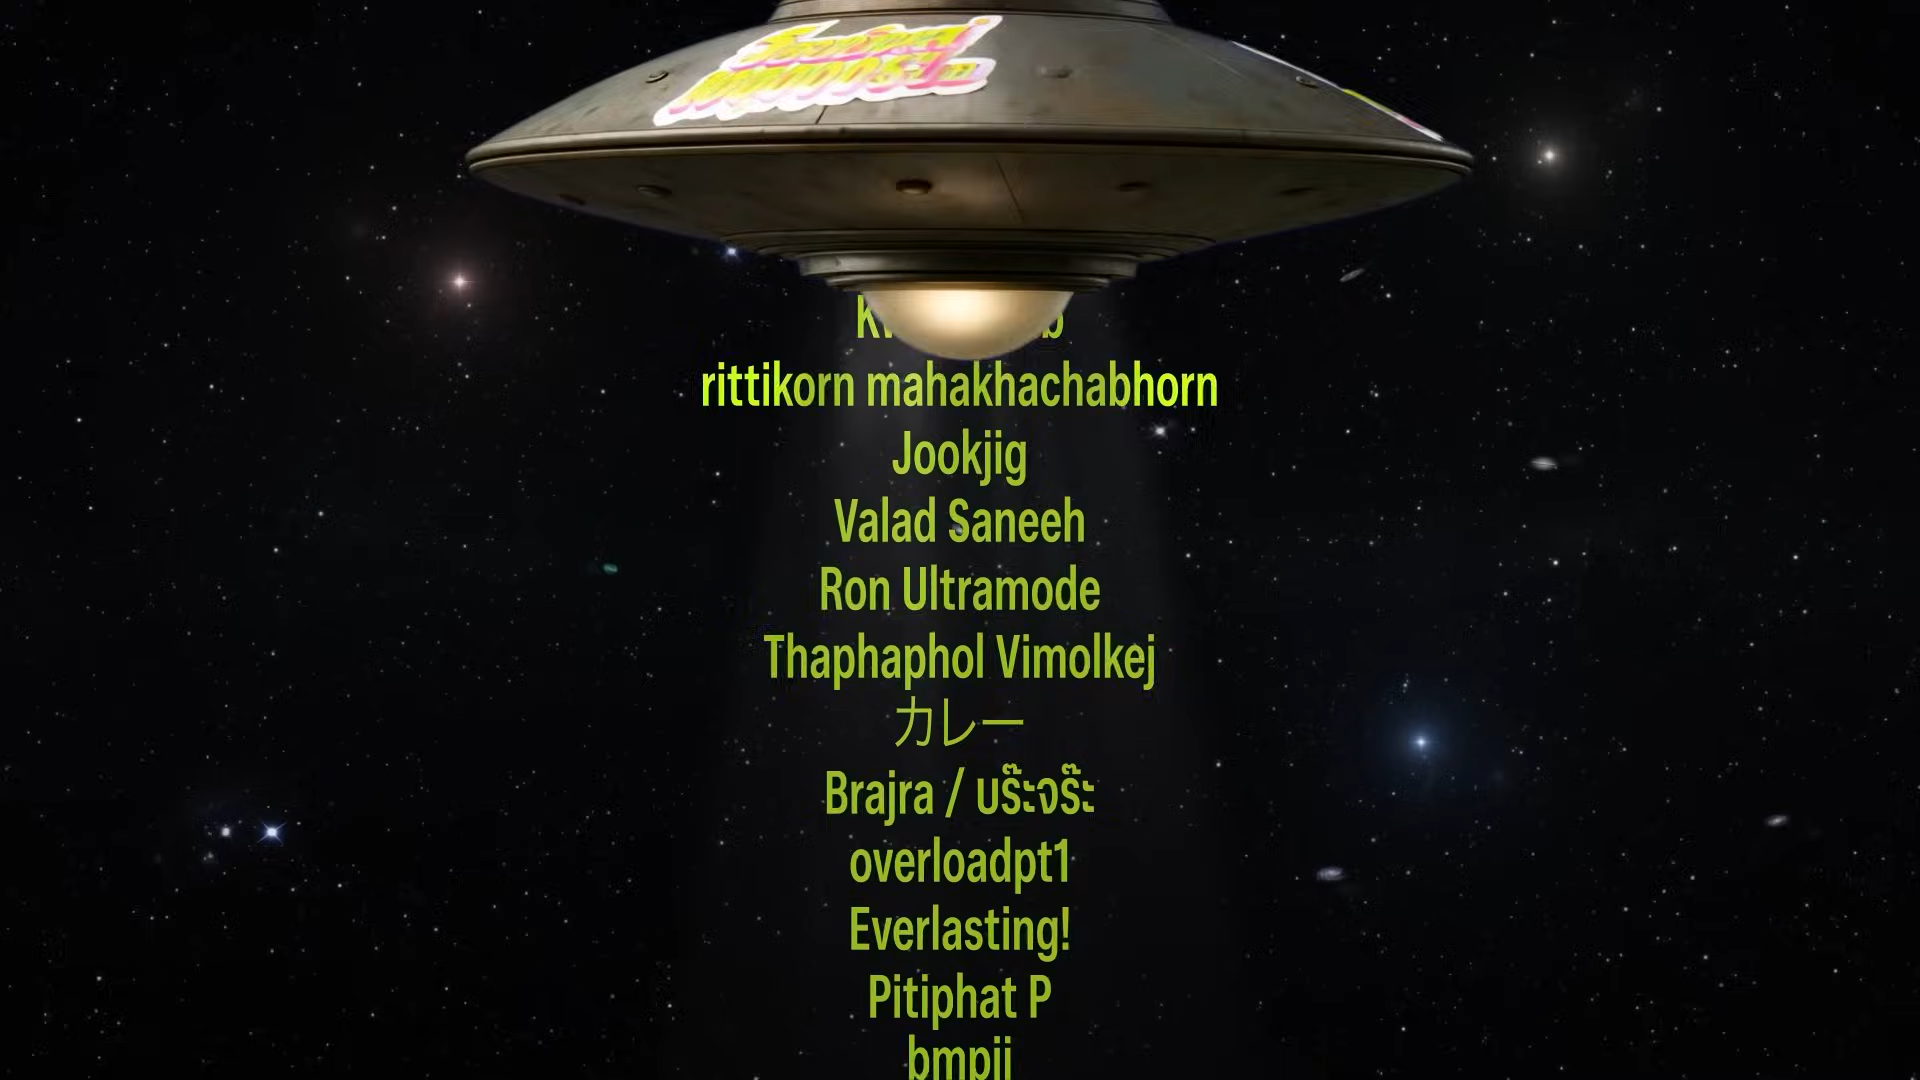 rittikorn mahakhachabhorn
Jookjig
Valad Saneeh
Ron Ultramode
Thaphaphol Vimolkej
カレー
Brajra / บร๊ะจร๊ะ
overloadpt1
Everlasting!
Pitiphat P